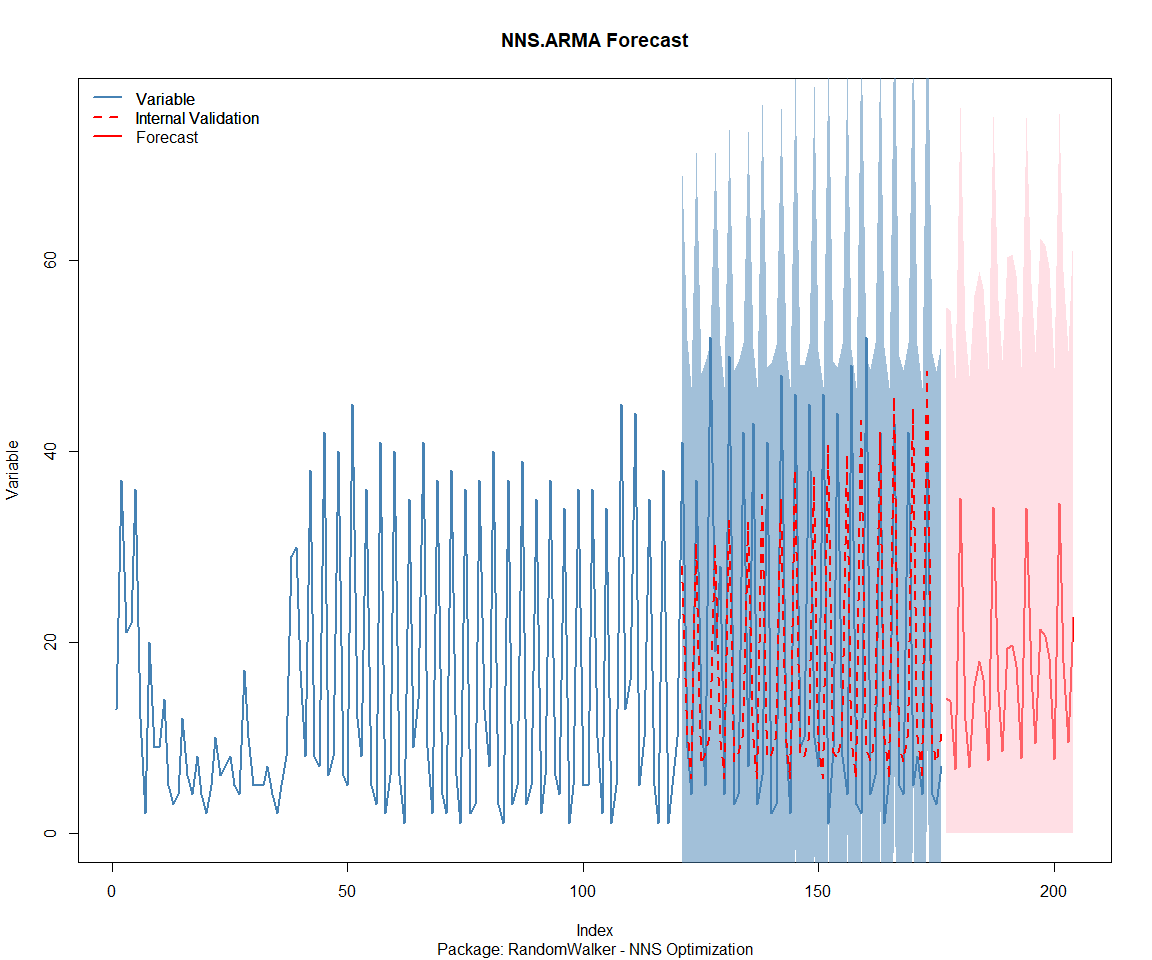 NNS.ARMA Forecast
Variable
Internal Validation
Forecast
Variable
60
40
20
0
0
50
100
150
200
Index
Package: RandomWalker - NNS Optimization